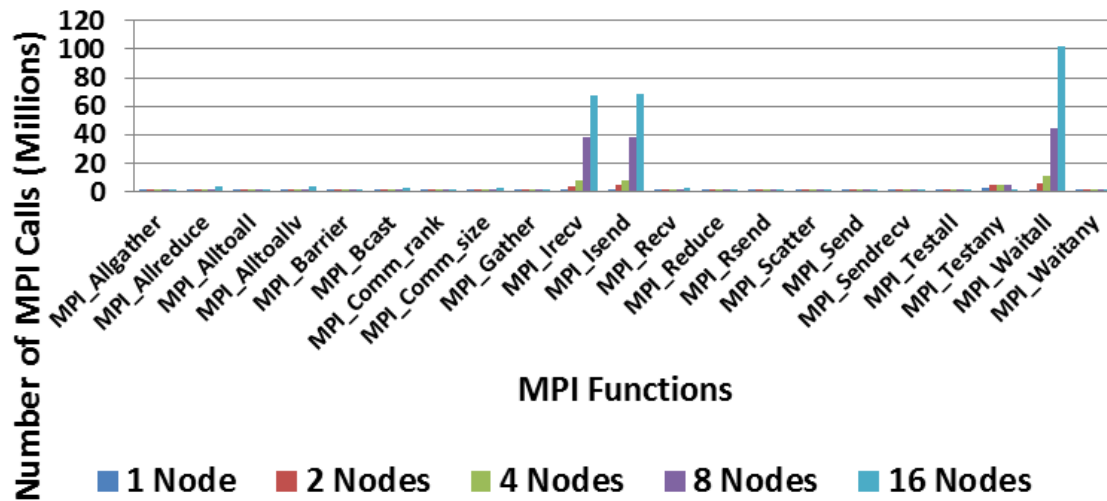 Number of MPI Calls (Millions)
120
100
80
60
40
20
0
MPI_Allgather
MPI_Allreduce
MPI_Alltoall
MPI_Alltoallv
MPI_Barrier
MPI_Bcast
MPI_Comm_rank
MPI_Comm_size
MPI_Gather
MPI_Irecv
MPI_Isend
MPI_Recv
MPI_Reduce
MPI_Rsend
MPI_Scatter
MPI_Send
MPI_Sendrecv
MPI_Testall
MPI_Testany
MPI_Waitall
MPI_Waitany
MPI Functions
1 Node 2 Nodes 4 Nodes 8 Nodes 16 Nodes